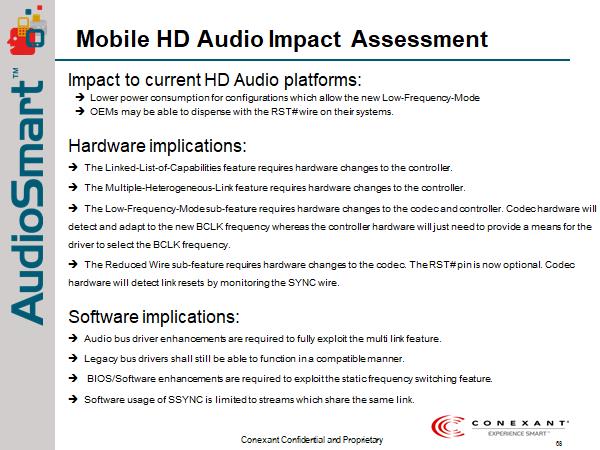 AudioSmart™
Mobile HD Audio Impact Assessment
Impact to current HD Audio platforms:
➔ Lower power consumption for configurations which allow the new Low-Frequency-Mode
➔ OEMs may be able to dispense with the RST# wire on their systems.
Hardware implications:
➔ The Linked-List-of-Capabilities feature requires hardware changes to the controller.
➔ The Multiple-Heterogeneous-Link feature requires hardware changes to the controller.
➔ The Low-Frequency-Mode sub-feature requires hardware changes to the codec and controller. Codec hardware will
detect and adapt to the new BCLK frequency whereas the controller hardware will just need to provide a means for the
driver to select the BCLK frequency.
➔ The Reduced Wire sub-feature requires hardware changes to the codec. The RST# pin is now optional. Codec
hardware will detect link resets by monitoring the SYNC wire.
Software implications:
➔ Audio bus driver enhancements are required to fully exploit the multi link feature.
➔ Legacy bus drivers shall still be able to function in a compatible manner.
➔ BIOS/Software enhancements are required to exploit the static frequency switching feature.
➔ Software usage of SSYNC is limited to streams which share the same link.
CONEXANT
EXPERIENCE SMART™
Conexant Confidential and Proprietary
68